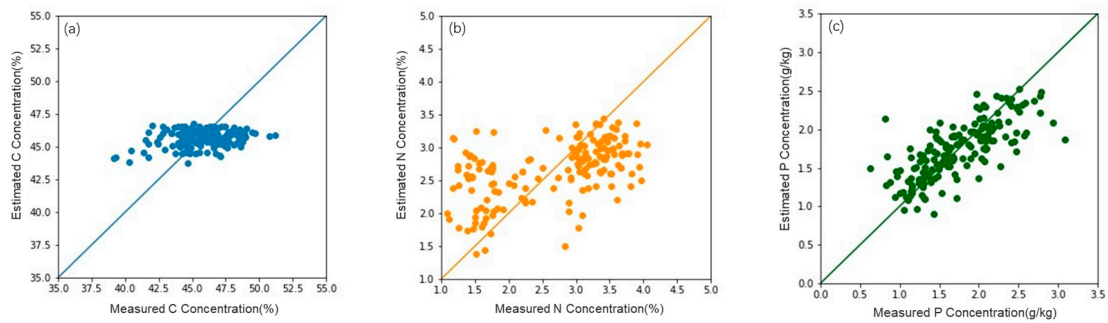 (a)
55.0
52.5
50.0
47.5
45.0
42.5
40.0
37.5
35.0
35.0 37.5 40.0 42.5 45.0 47.5 50.0 52.5 55.0
Estimated C Concentration(%)
Measured C Concentration(%)
(b)
5.0
4.5
4.0
3.5
3.0
2.5
2.0
1.5
1.0
1.0 1.5 2.0 2.5 3.0 3.5 4.0 4.5 5.0
Estimated N Concentration(%)
Measured N Concentration(%)
(c)
3.5
3.0
2.5
2.0
1.5
1.0
0.5
0.0
0.0 0.5 1.0 1.5 2.0 2.5 3.0 3.5
Estimated P Concentration(g/kg)
Measured P Concentration(g/kg)